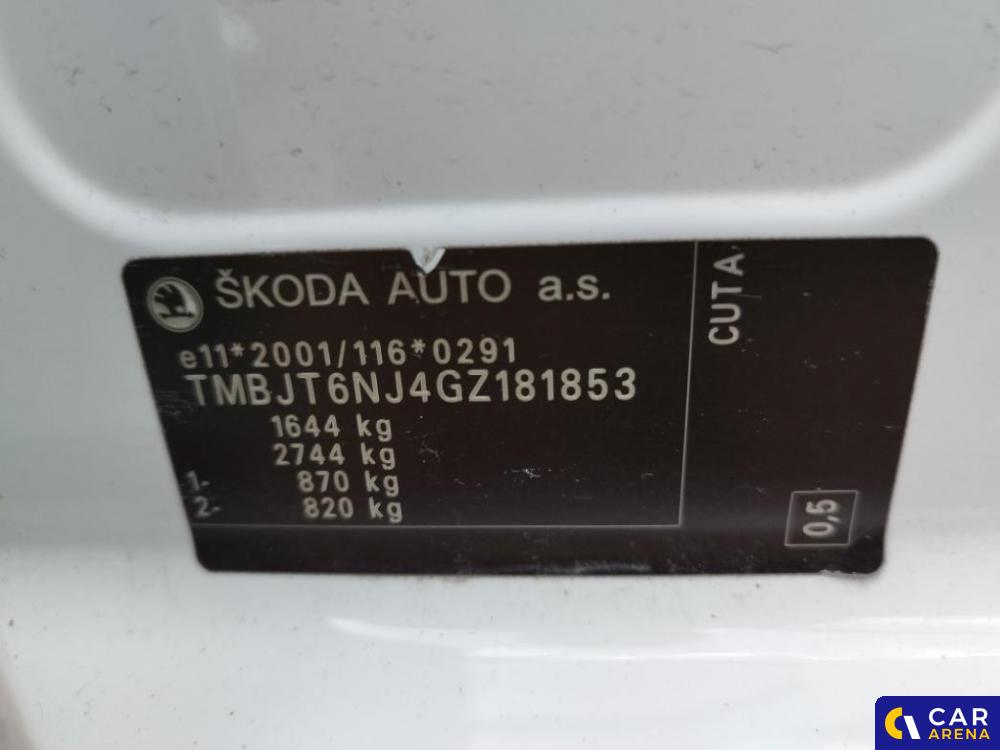 ŠKODA AUTO a.s.
e11*2001/116*0291
TMBJT6NJ4GZ181853
1644 kg
2744 kg
1- 870 kg
2- 820 kg
CUTA
0,5
CAR
ARENA